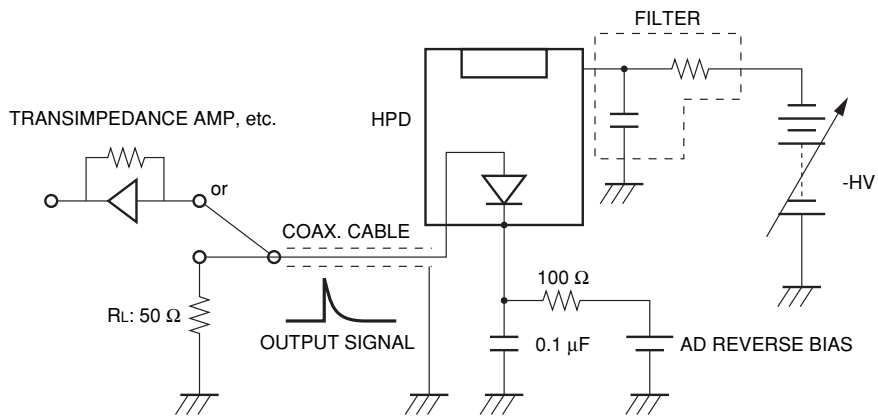 FILTER
TRANSIMPEDANCE AMP, etc.
HPD
or
-HV
COAX. CABLE
100 Ω
RL: 50 Ω
OUTPUT SIGNAL
0.1 µF
AD REVERSE BIAS